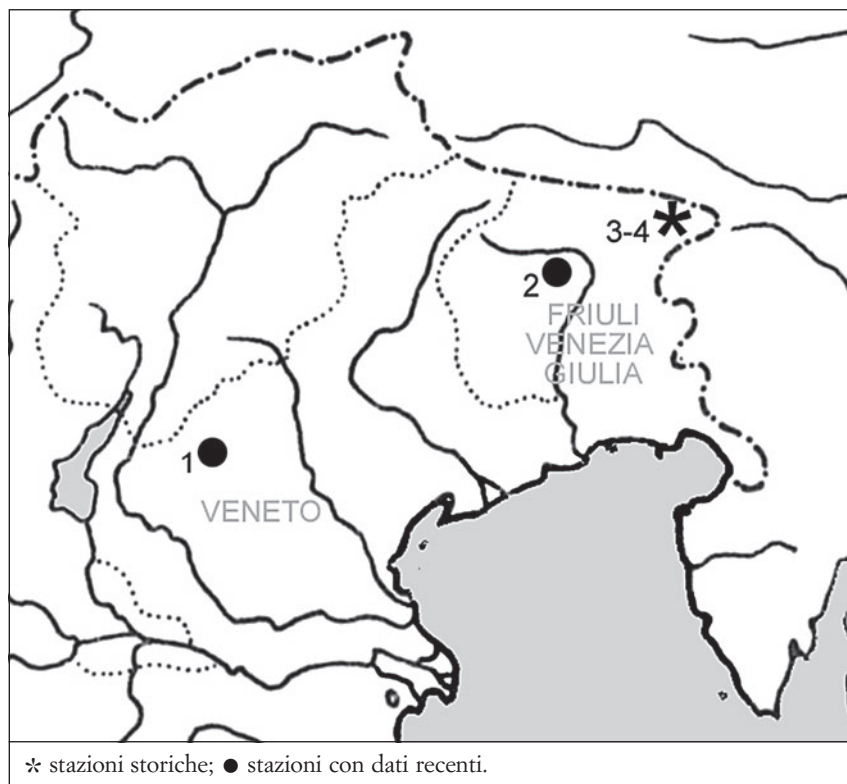 3-4
2
FRIULI
VENEZIA
GIULIA
1
VENETO
* stazioni storiche; ● stazioni con dati recenti.